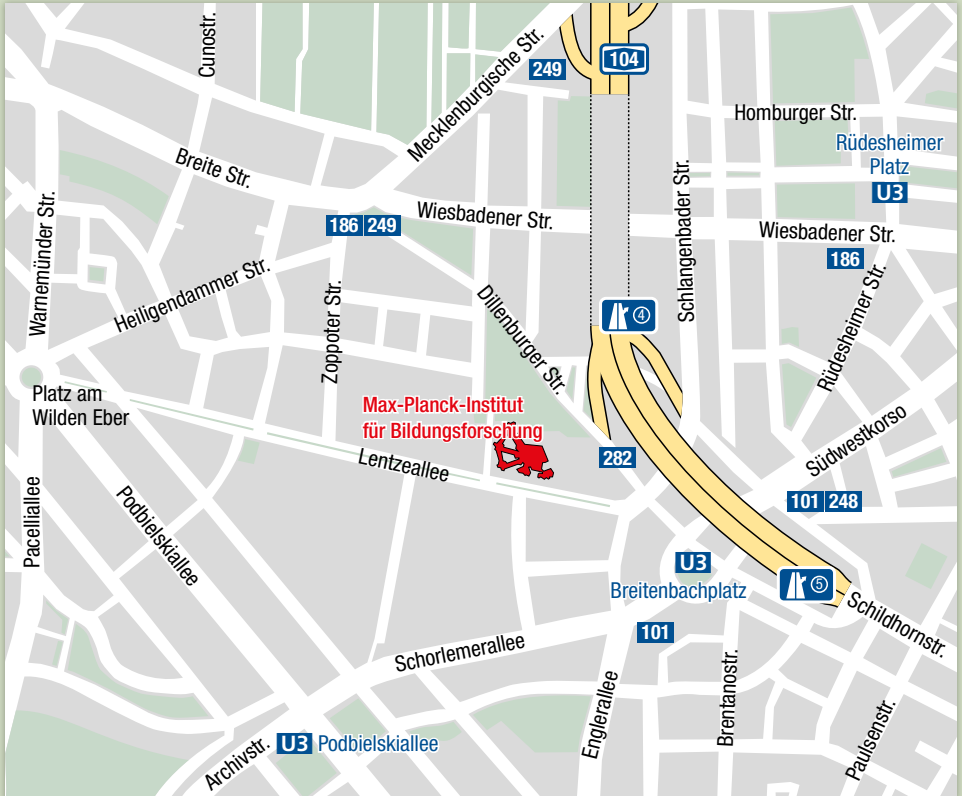 Cunostr.
Mecklenburgische Str.
249
104
Homburger Str.
Rüdesheimer
Platz
U3
Breite Str.
Warnemünder Str.
186 249
Wiesbadener Str.
Schlangenbader Str.
Wiesbadener Str.
186
Heiligendammer Str.
Zoppoter Str.
Dillenburger Str.
4
Rüdesheimer Str.
Platz am
Wilden Eber
Max-Planck-Institut
für Bildungsforschung
Südwestkorso
Lentzeallee
282
101 248
Pacelliallee
Podbielskiallee
U3
Breitenbachplatz
5
Schildhornstr.
101
Schorlemerallee
Englerallee
Brentanostr.
Paulsenstr.
Archivstr.
U3 Podbielskiallee